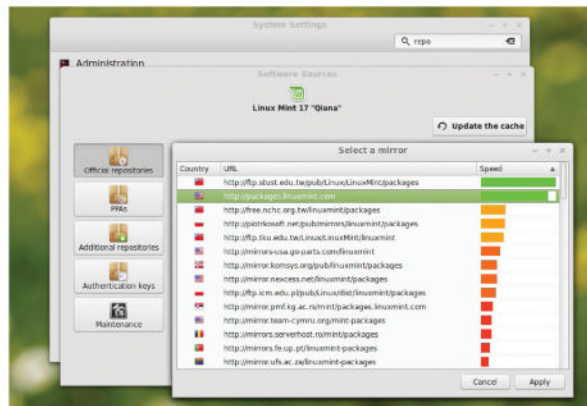 System Settings
repo
Administration
Software Sources
Linux Mint 17 "Qiana"
Update the cache
Official repositories
PPAs
Additional repositories
Authentication keys
Maintenance
Select a mirror
Country URL Speed
http://ftp.stust.edu.tw/pub/Linux/LinuxMint/packages
http://packages.linuxmint.com
http://free.nchc.org.tw/linuxmint/packages
http://piotrkosoft.net/pub/mirrors/linuxmint/packages
http://ftp.tku.edu.tw/Linux/LinuxMint/linuxmint
http://mirrors-usa.go-parts.com/linuxmint
http://mirror.komsys.org/pub/linuxmint/packages
http://mirror.nexcess.net/linuxmint/packages
http://ftp.icm.edu.pl/pub/Linux/dist/linuxmint/packages
http://mirror.pmf.kg.ac.rs/mint/packages.linuxmint.com
http://mirror.team-cymru.org/mint-packages
http://mirrors.serverhost.ro/mint/packages
http://mirrors.fe.up.pt/linuxmint-packages
http://mirror.ufs.ac.za/linuxmint-packages
Cancel Apply